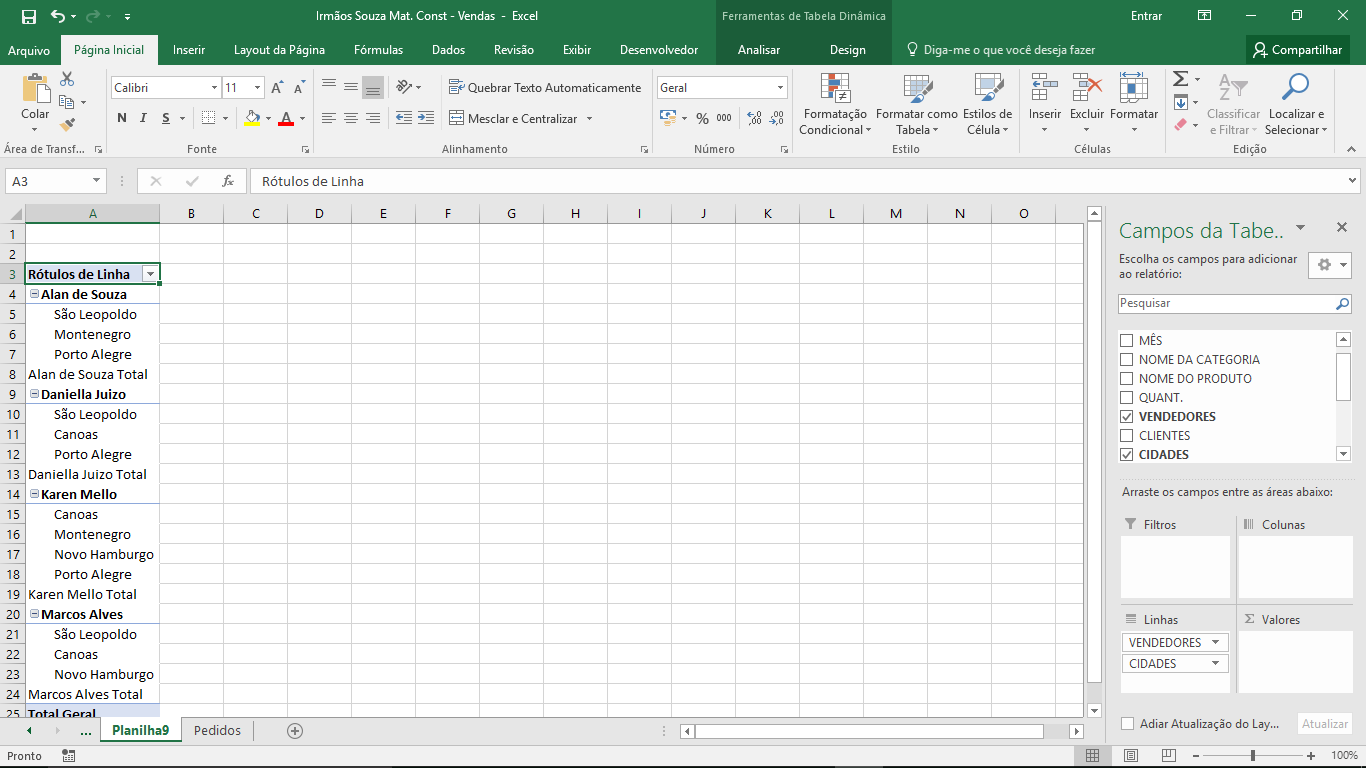 Irmãos Souza Mat. Const - Vendas - Excel
Ferramentas de Tabela Dinâmica
Entrar
Arquivo
Página Inicial
Inserir
Layout da Página
Fórmulas
Dados
Revisão
Exibir
Desenvolvedor
Analisar
Design
Diga-me o que você deseja fazer
Compartilhar
Colar
Área de Transf...
Calibri
11
A A
N I S
A
Fonte
Quebrar Texto Automaticamente
Mesclar e Centralizar
Alinhamento
Geral
% 000
Número
Formatação Condicional
Formatar como Tabela
Estilos de Célula
Estilo
Inserir
Excluir
Formatar
Células
Classificar e Filtrar
Localizar e Selecionar
Edição
A3
fx
Rótulos de Linha
A B C D E F G H I J K L M N O
1
2
3 Rótulos de Linha
4 Alan de Souza
5 São Leopoldo
6 Montenegro
7 Porto Alegre
8 Alan de Souza Total
9 Daniella Juizo
10 São Leopoldo
11 Canoas
12 Porto Alegre
13 Daniella Juizo Total
14 Karen Mello
15 Canoas
16 Montenegro
17 Novo Hamburgo
18 Porto Alegre
19 Karen Mello Total
20 Marcos Alves
21 São Leopoldo
22 Canoas
23 Novo Hamburgo
24 Marcos Alves Total
25 Total Geral
Campos da Tabe..
Escolha os campos para adicionar
ao relatório:
Pesquisar
MÊS
NOME DA CATEGORIA
NOME DO PRODUTO
QUANT.
VENDEDORES
CLIENTES
CIDADES
Arraste os campos entre as áreas abaixo:
Filtros
Colunas
Linhas
Valores
VENDEDORES
CIDADES
Adiar Atualização do Lay...
Atualizar
...
Planilha9
Pedidos
Pronto
100%